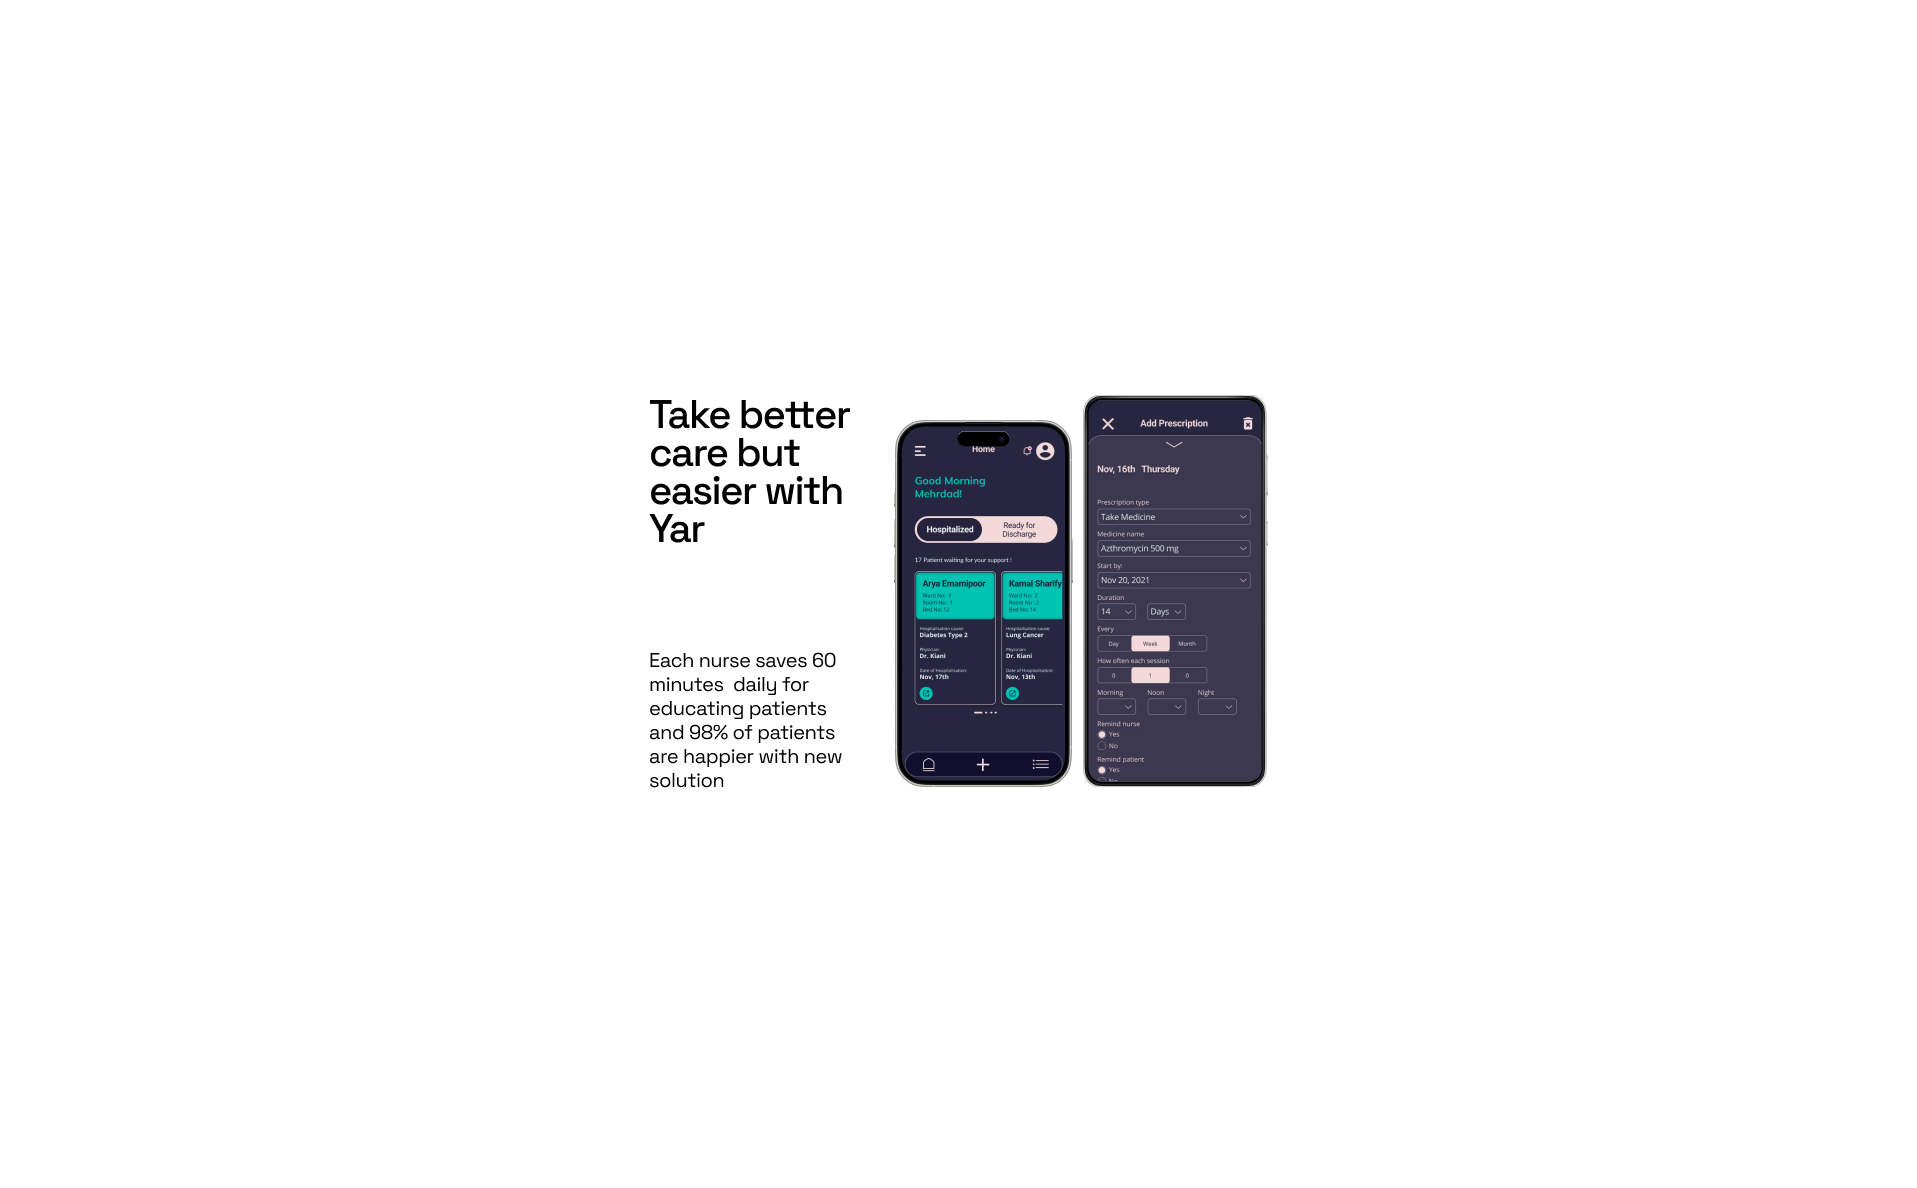 Take better
care but
easier with
Yar
Each nurse saves 60
minutes  daily for
educating patients
and 98% of patients
are happier with new
solution
Home
Good Morning
Mehrdad!
Hospitalized
Ready for
Discharge
17 Patient waiting for your support !
Arya Emamipoor
Ward No: 9
Room No : 1
Bed No: 12
Hospitalisation cause:
Diabetes Type 2
Physician:
Dr. Kiani
Date of Hospitalisation:
Nov, 17th
Kamal Sharify
Ward No: 2
Room No : 2
Bed No: 14
Hospitalisation cause:
Lung Cancer
Physician:
Dr. Kiani
Date of Hospitalisation:
Nov, 13th
Add Prescription
Nov, 16th  Thursday
Prescription type
Take Medicine
Medicine name
Azthromycin 500 mg
Start by:
Nov 20, 2021
Duration
14 Days
Every
Day Week Month
How often each session
0 1 0
Morning Noon Night
Remind nurse
Yes
No
Remind patient
Yes
No